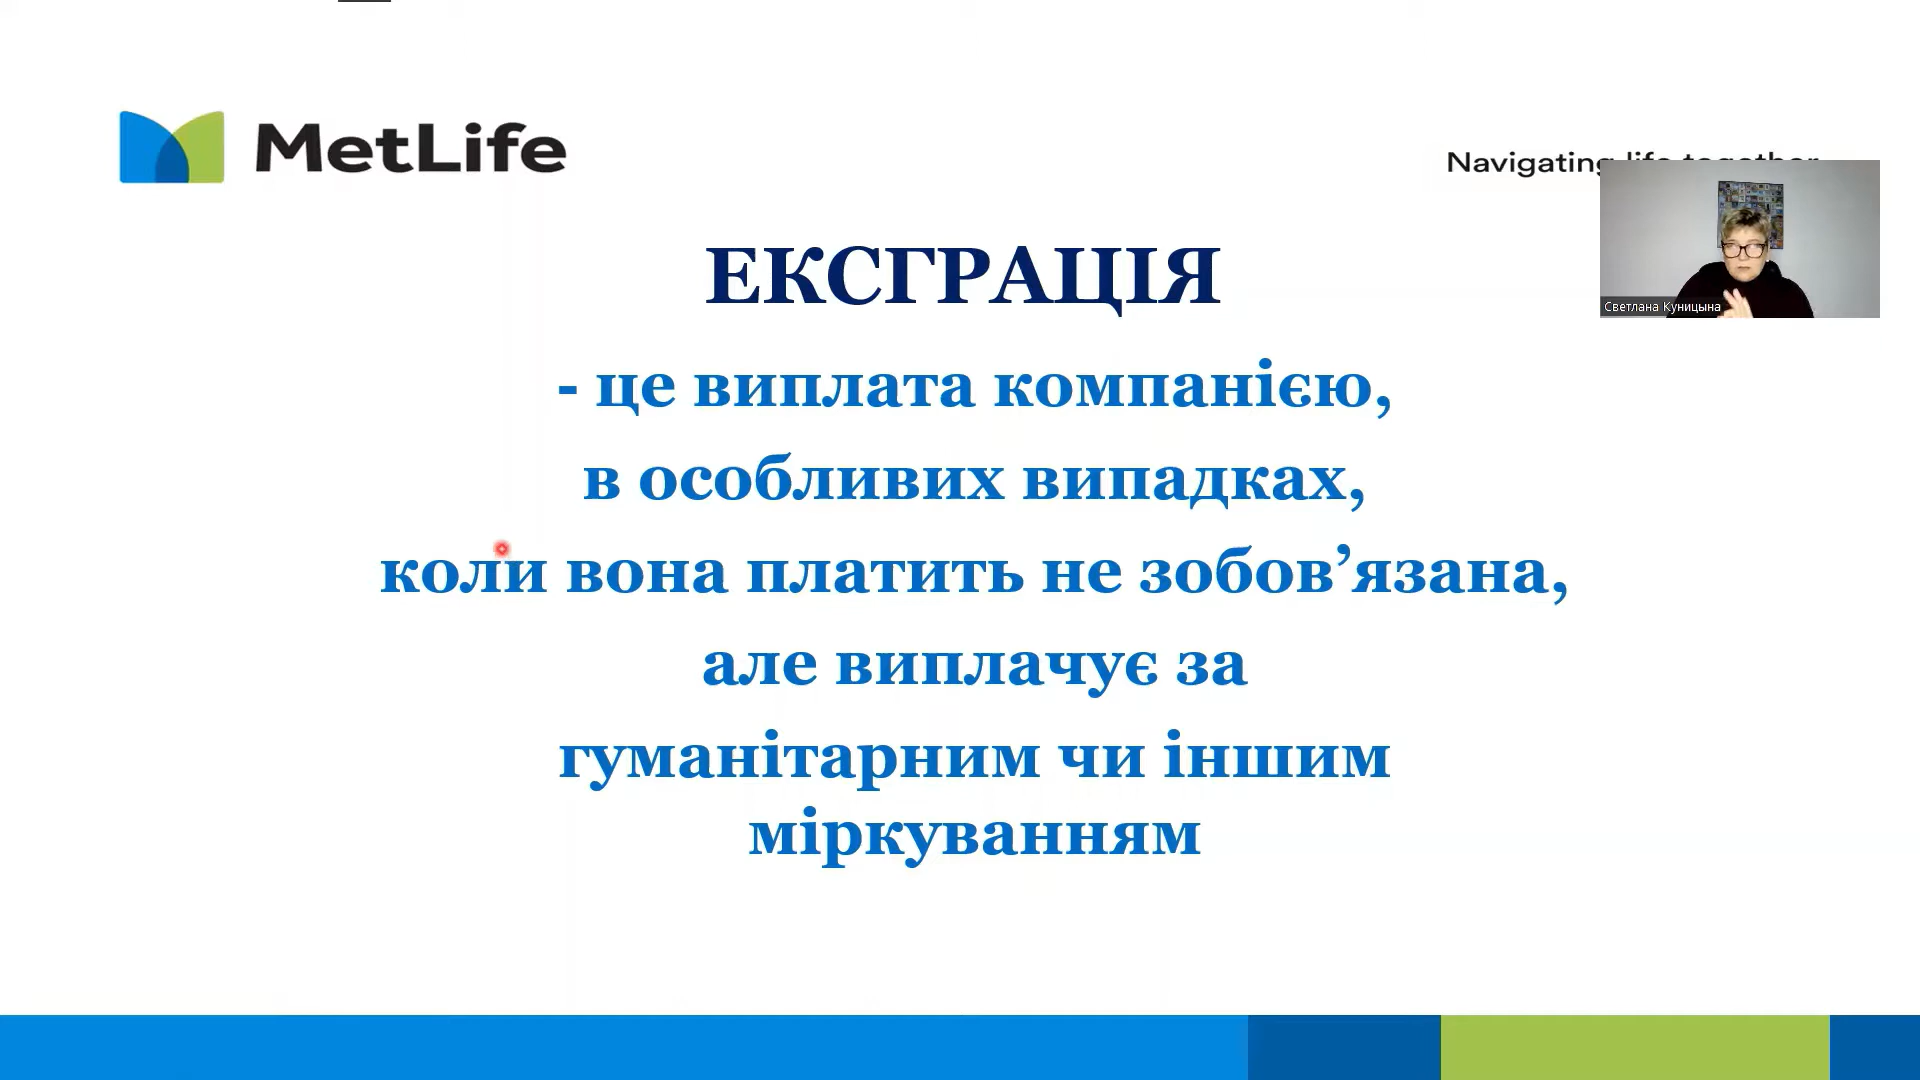 MetLife
Navigating life together
ЕКСГРАЦІЯ
- це виплата компанією,
в особливих випадках,
коли вона платить не зобов’язана,
але виплачує за
гуманітарним чи іншим
міркуванням
Светлана Куницына